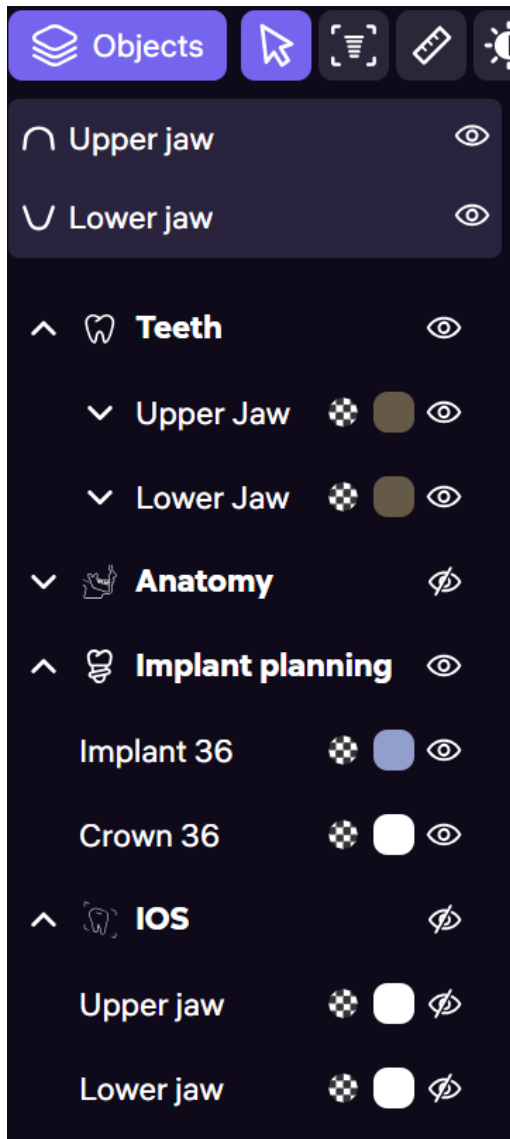 Objects
Upper jaw
Lower jaw
Teeth
Upper Jaw
Lower Jaw
Anatomy
Implant planning
Implant 36
Crown 36
IOS
Upper jaw
Lower jaw